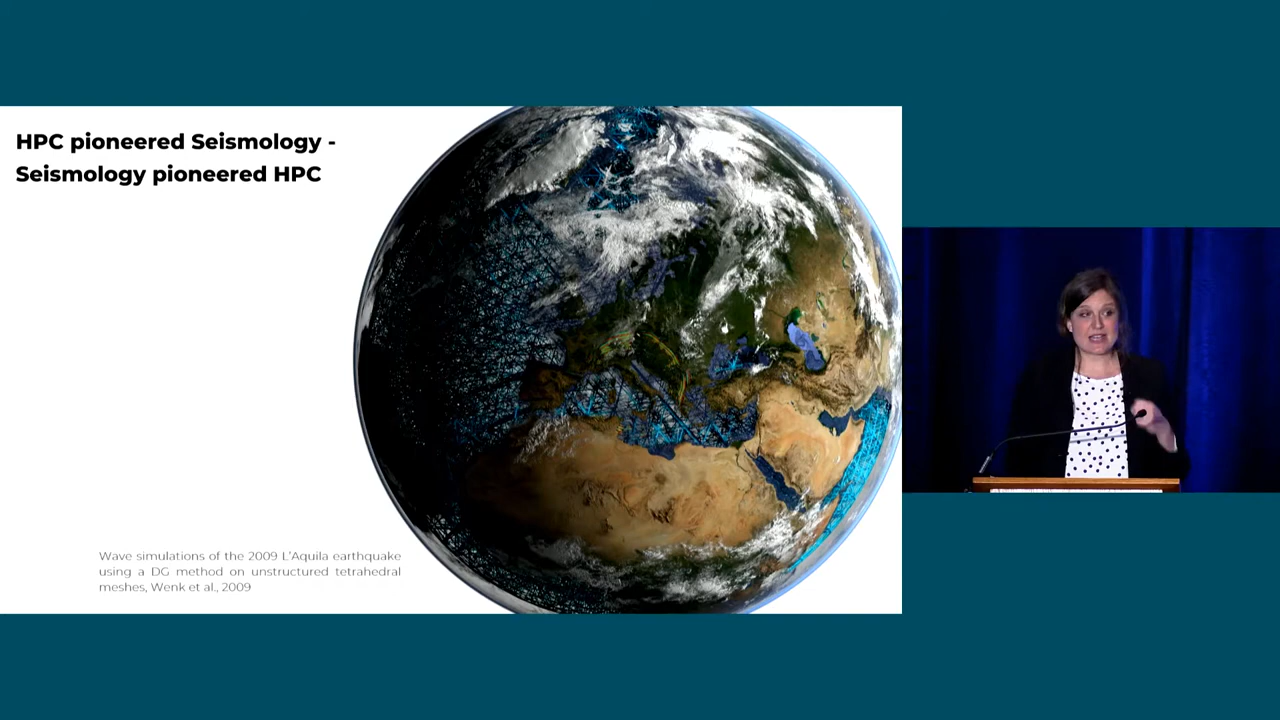 HPC pioneered Seismology -
Seismology pioneered HPC
Wave simulations of the 2009 L'Aquila earthquake
using a DG method on unstructured tetrahedral
meshes, Wenk et al., 2009